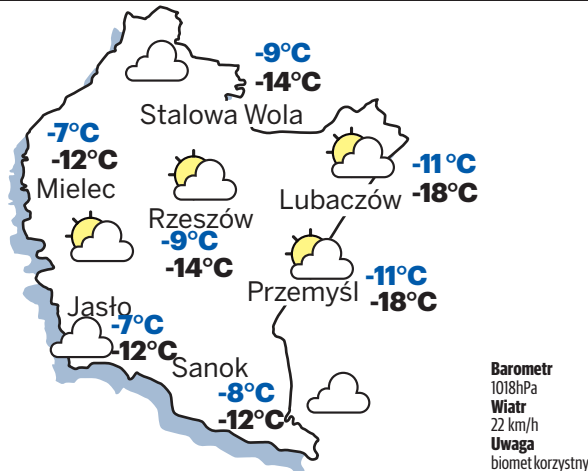 -9°C
-14°C
Stalowa Wola
-7°C
-12°C
Mielec
-11°C
-18°C
Lubaczów
Rzeszów
-9°C
-14°C
-11°C
-18°C
Przemyśl
Jasło
-7°C
-12°C
Sanok
-8°C
-12°C
Barometr
1018hPa
Wiatr
22 km/h
Uwaga
biomet korzystny